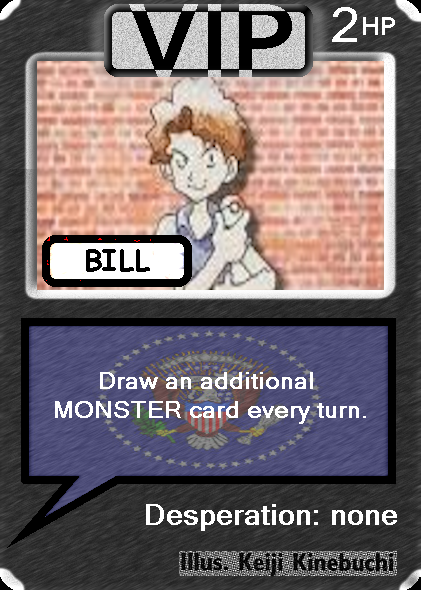 VIP
2HP
BILL
Draw an additional
MONSTER card every turn.
Desperation: none
Illus. Keiji Kinebuchi